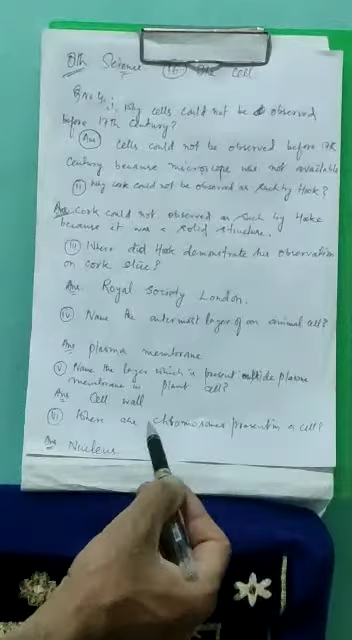 8th Science (16) The Cell
Q No 4: i, Why cells could not be observed
before 17th Century?
(Ans) Cells could not be observed before 17th
Century because microscope was not available
(ii) Why cork could not be observed as such by Hook?
Ans Cork could not observed as such by Hooke
because it was a solid structure.
(iii) Where did Hook demonstrate his observation
on cork slice?
Ans Royal Society London.
(iv) Name the outermost layer of an animal cell?
Ans plasma membrane
(v) Name the layer which is present outside plasma
membrane in plant cell?
Ans Cell wall
(vi) Where are chromosomes present in a cell?
Ans Nucleus